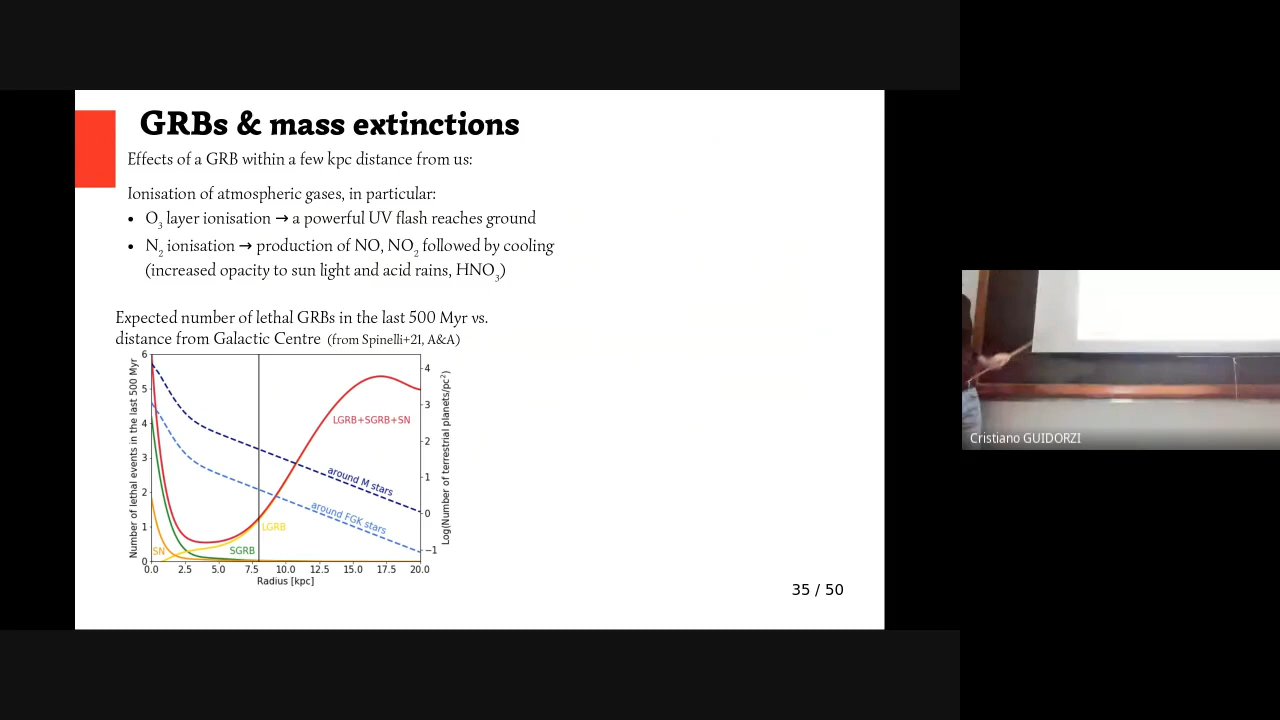 GRBs & mass extinctions
Effects of a GRB within a few kpc distance from us:
Ionisation of atmospheric gases, in particular:
• O3 layer ionisation → a powerful UV flash reaches ground
• N2 ionisation → production of NO, NO2 followed by cooling
(increased opacity to sun light and acid rains, HNO3)
Expected number of lethal GRBs in the last 500 Myr vs.
distance from Galactic Centre (from Spinelli+21, A&A)
Number of lethal events in the last 500 Myr
6
5
4
3
2
1
0
LGRB+SGRB+SN
around M stars
around FGK stars
LGRB
SGRB
SN
4
3
2
1
0
−1
Log(Number of terrestrial planets/pc2)
0.0 2.5 5.0 7.5 10.0 12.5 15.0 17.5 20.0
Radius [kpc]
35 / 50
Cristiano GUIDORZI